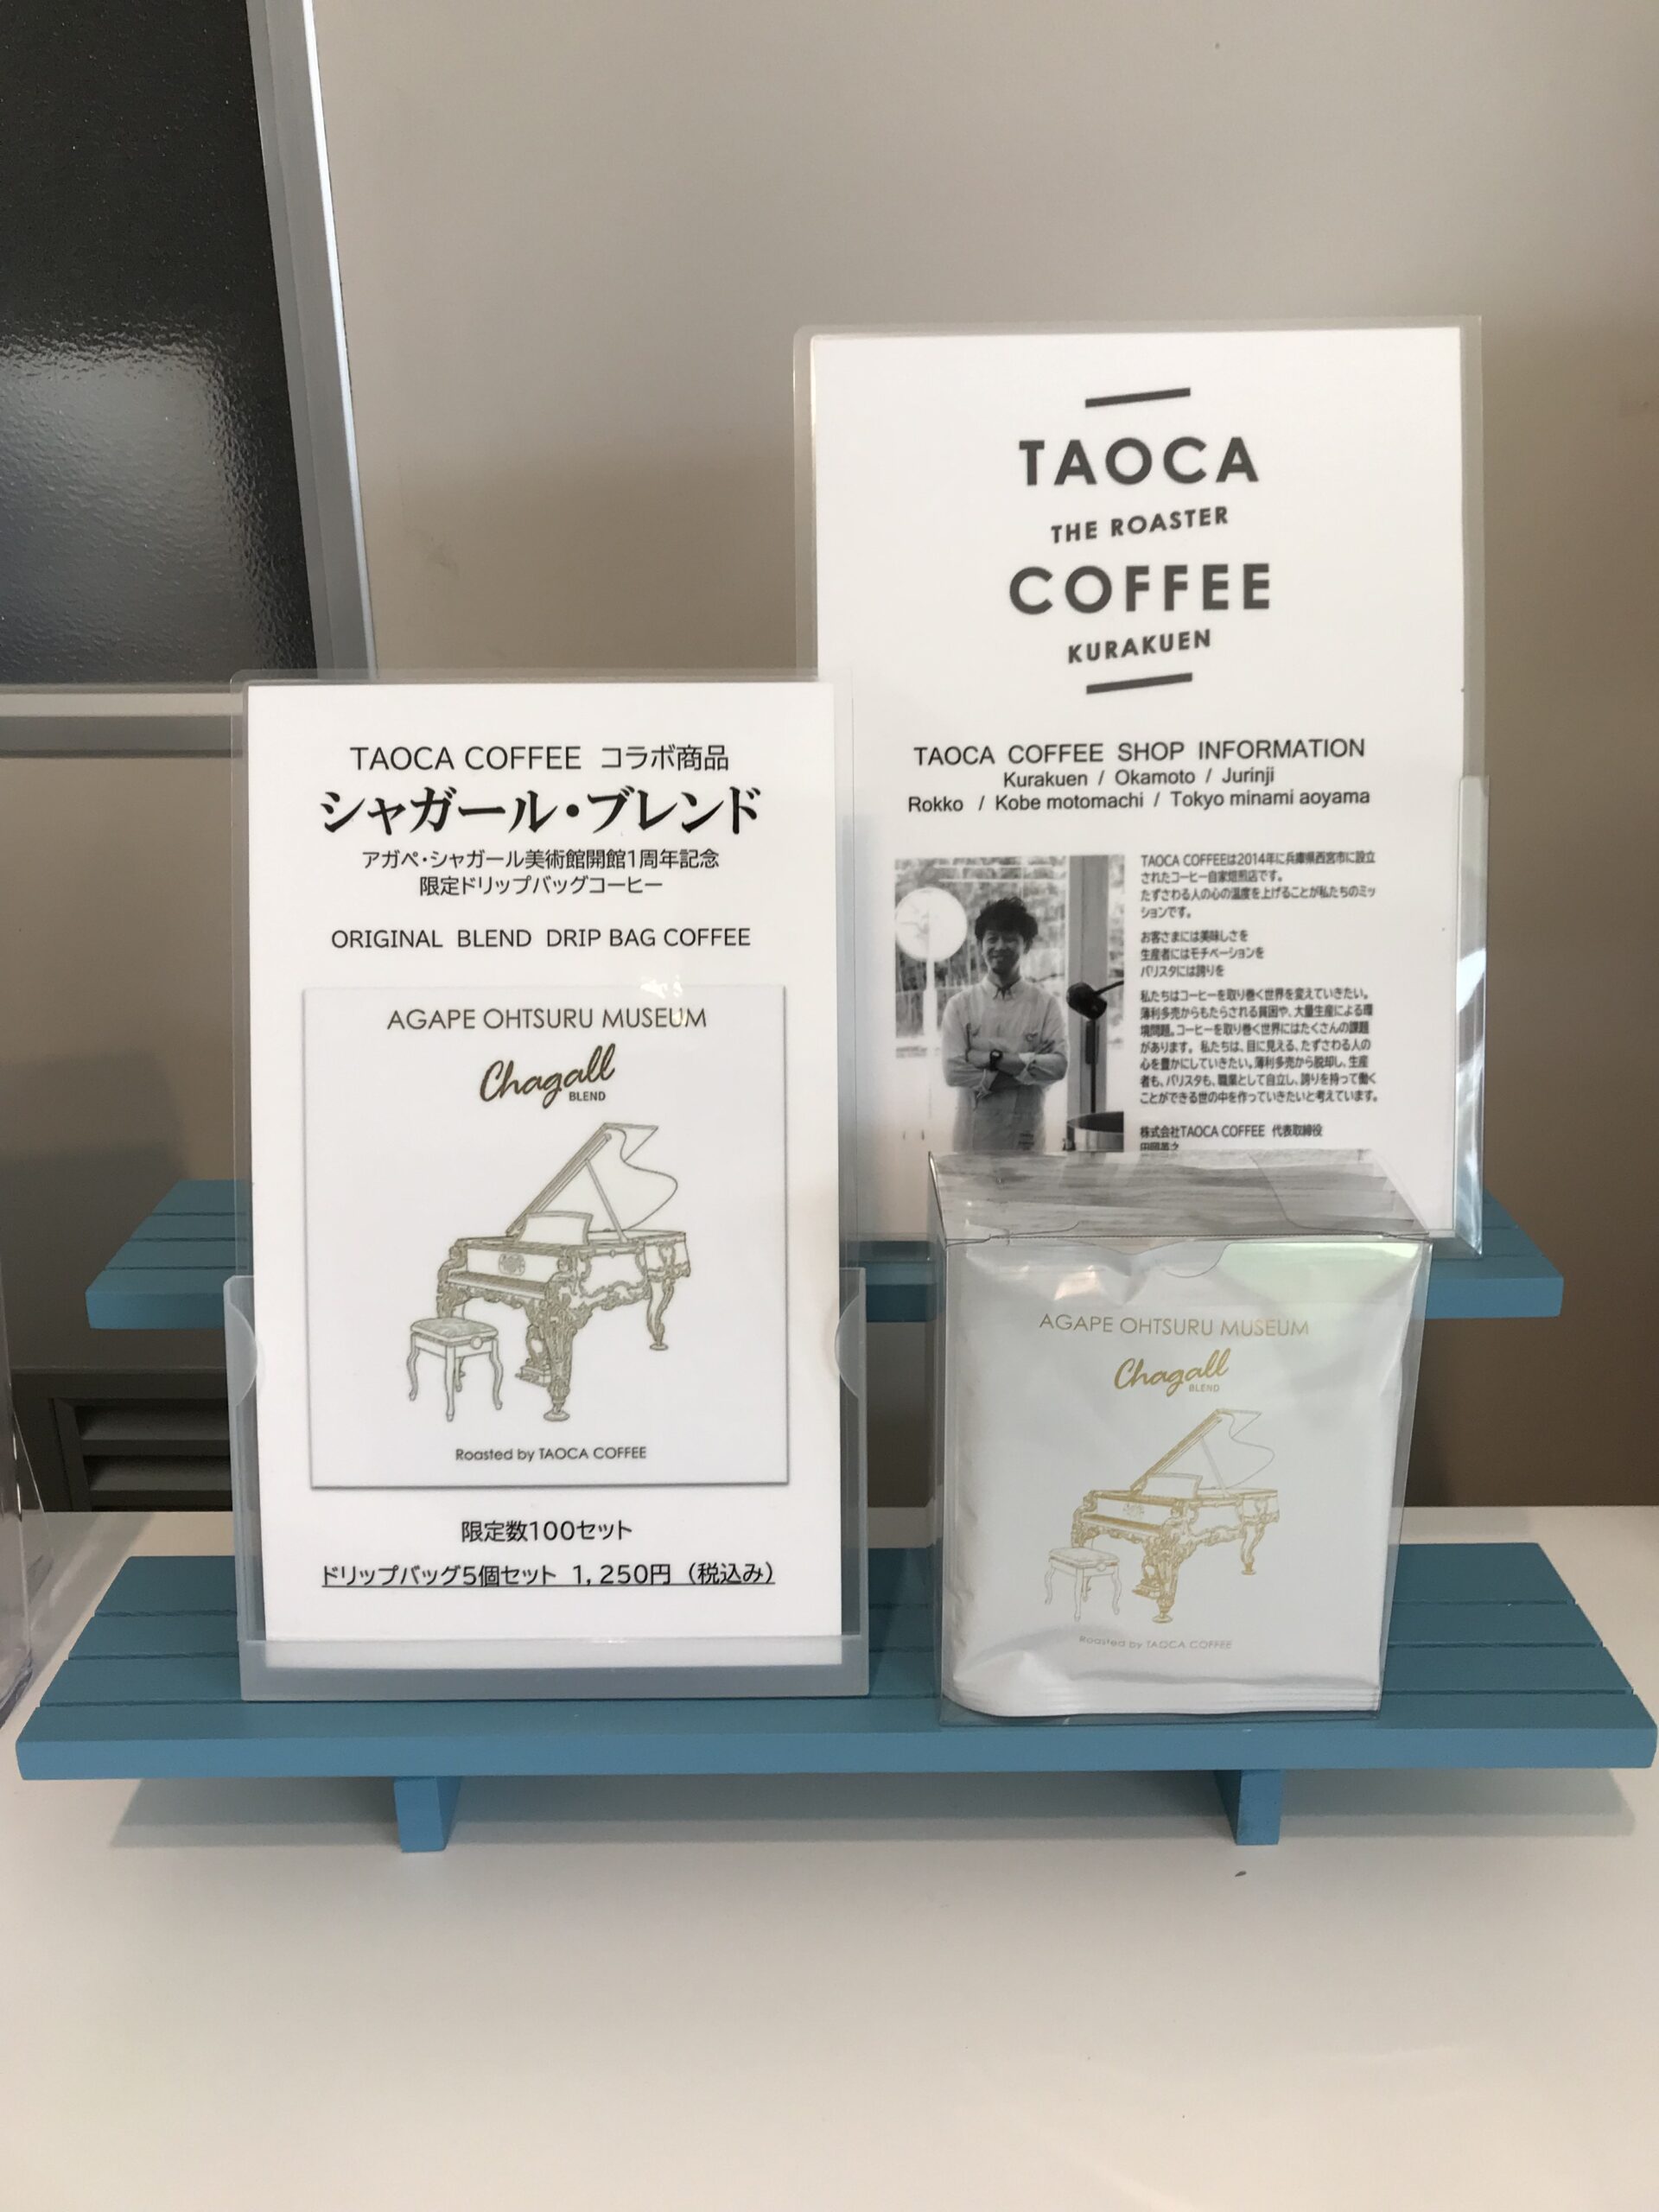 TAOCA COFFEE コラボ商品
シャガール・ブレンド
アガペ・シャガール美術館開館1周年記念
限定ドリップバッグコーヒー
ORIGINAL BLEND DRIP BAG COFFEE
AGAPE OHTSURU MUSEUM
Chagall
BLEND
Roasted by TAOCA COFFEE
限定数100セット
ドリップバッグ5個セット 1,250円（税込み）
TAOCA
THE ROASTER
COFFEE
KURAKUEN
TAOCA COFFEE SHOP INFORMATION
Kurakuen / Okamoto / Jurinji
Rokko / Kobe motomachi / Tokyo minami aoyama
TAOCA COFFEEは2014年に兵庫県西宮市に設立
されたコーヒー自家焙煎店です。
たずさわる人の心の温度を上げることが私たちのミッ
ションです。
お客さまには美味しさを
生産者にはモチベーションを
バリスタには誇りを
私たちはコーヒーを取り巻く世界を変えていきたい。
薄利多売からもたらされる貧困や、大量生産による環
境問題。コーヒーを取り巻く世界にはたくさんの課題
があります。私たちは、目に見える、たずさわる人の
心を豊かにしていきたい。薄利多売から脱却し、生産
者も、バリスタも、職業として自立し、誇りを持って働く
ことができる世の中を作っていきたいと考えています。
株式会社TAOCA COFFEE 代表取締役
AGAPE OHTSURU MUSEUM
Chagall
BLEND
Roasted by TAOCA COFFEE